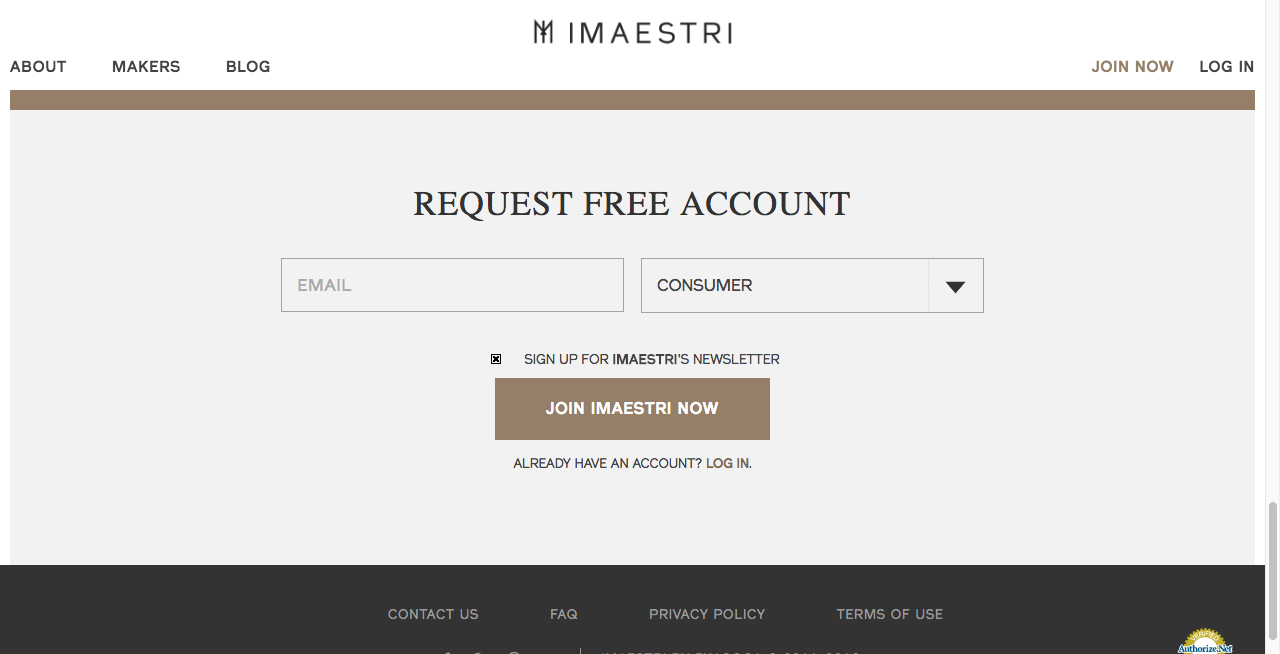 IMAESTRI
ABOUT MAKERS BLOG JOIN NOW LOG IN
REQUEST FREE ACCOUNT
EMAIL CONSUMER
SIGN UP FOR IMAESTRI'S NEWSLETTER
JOIN IMAESTRI NOW
ALREADY HAVE AN ACCOUNT? LOG IN.
CONTACT US FAQ PRIVACY POLICY TERMS OF USE
VERIFIED
Authorize.Net